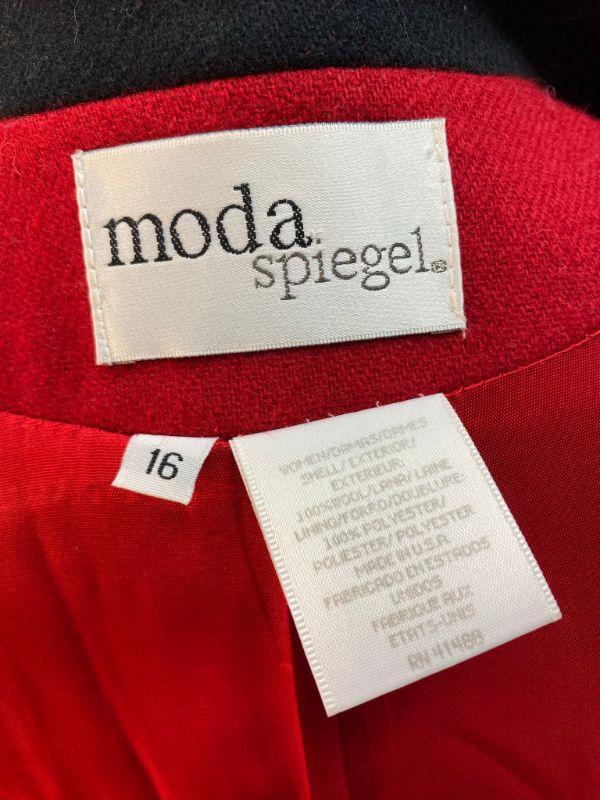 moda
spiegel®
16
WOMEN/DAMAS/DAMES
SHELL/EXTERIOR/
EXTERIEUR:
100%WOOL/LANA/LAINE
LINING/FORRO/DOUBLURE:
100% POLYESTER/
POLIESTER/POLYESTER
MADE IN U.S.A.
FABRICADO EN ESTADOS
UNIDOS
FABRIQUE AUX
ETATS-UNIS
RN 41480